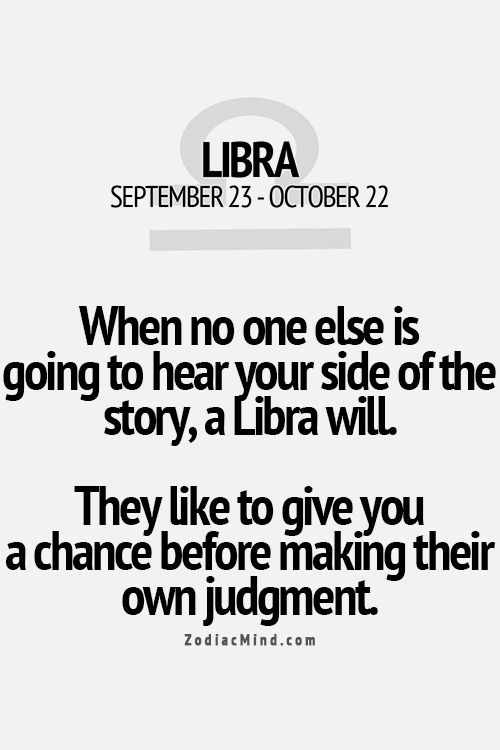 LIBRA
SEPTEMBER 23 - OCTOBER 22
When no one else is
going to hear your side of the
story, a Libra will.
They like to give you
a chance before making their
own judgment.
ZodiacMind.com